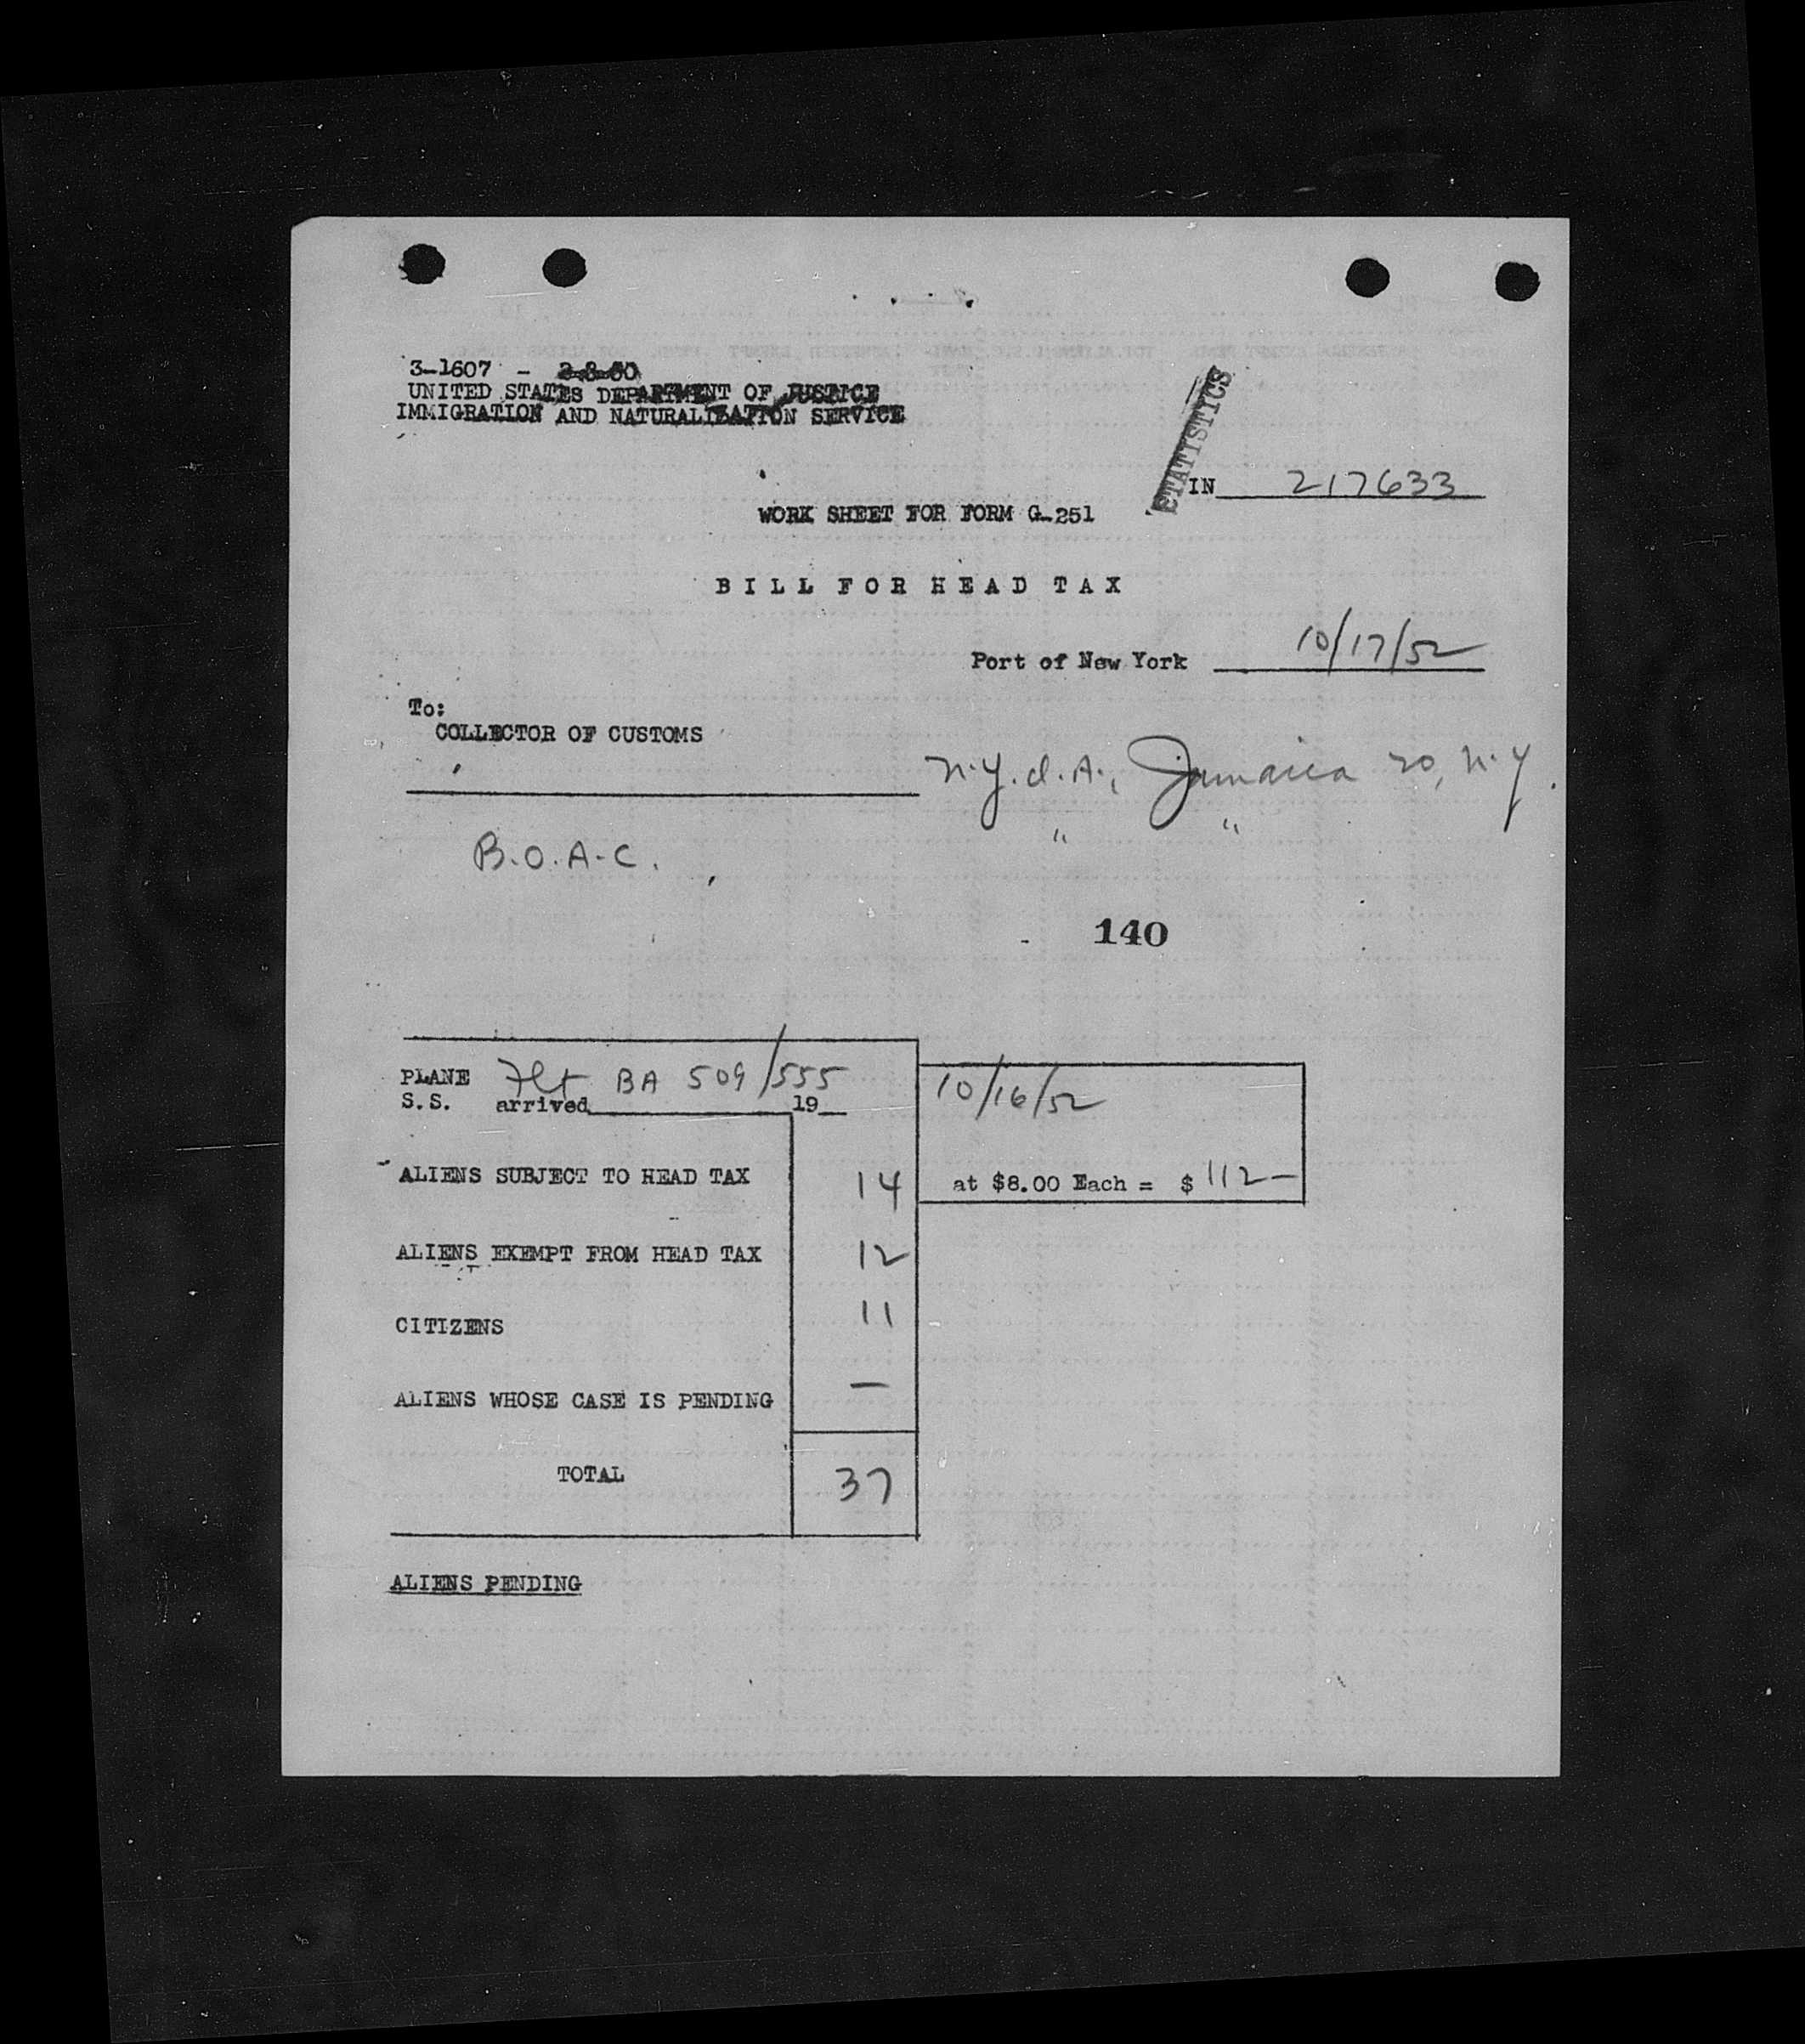 3-1607 - 2-8-50
UNITED STATES DEPARTMENT OF JUSTICE
IMMIGRATION AND NATURALIZATION SERVICE
STATISTICS
IN 217633
WORK SHEET FOR FORM G-251
BILL FOR HEAD TAX
Port of New York 10/17/52
To:
COLLECTOR OF CUSTOMS
N.Y.I.A., Jamaica 20, N.Y.
" "
B.O.A.C.
140
PLANE Flt BA 509/555
S.S. arrived 19
10/16/52
ALIENS SUBJECT TO HEAD TAX 14 at $8.00 Each = $ 112—
ALIENS EXEMPT FROM HEAD TAX 12
CITIZENS 11
ALIENS WHOSE CASE IS PENDING —
TOTAL 37
ALIENS PENDING